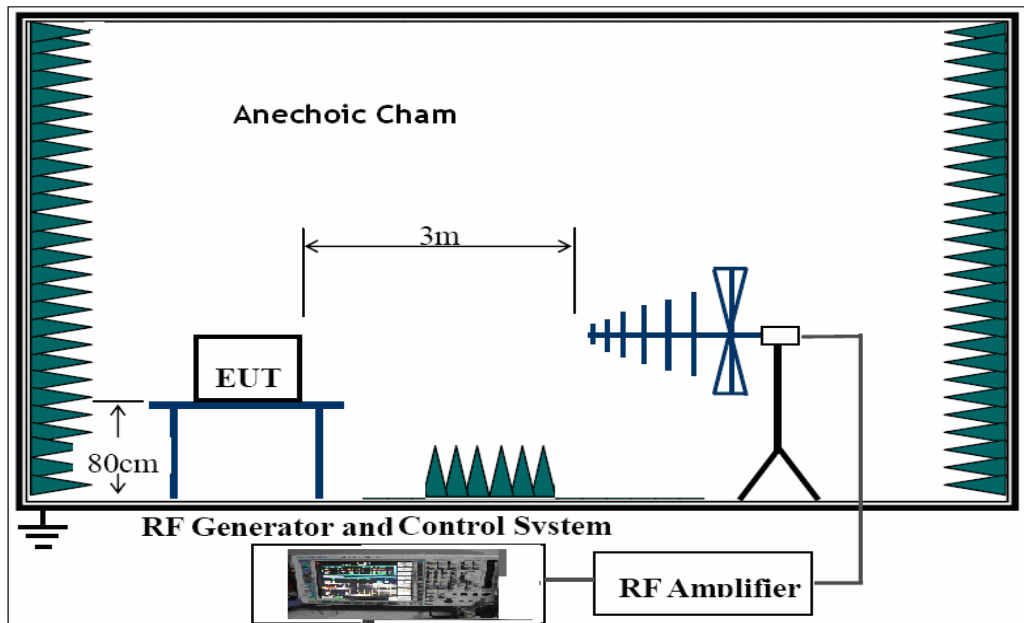 Anechoic Cham
3m
EUT
80cm
RF Generator and Control System
RF Amplifier